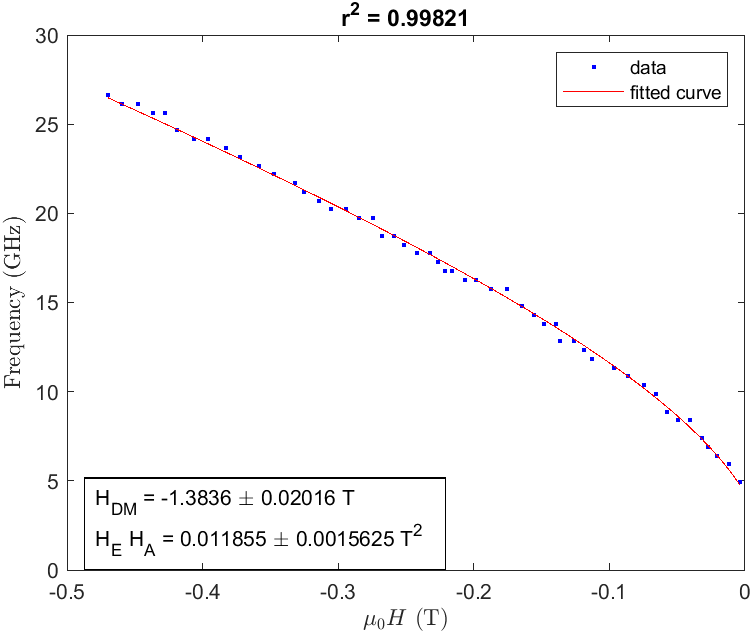 r² = 0.99821
30
25
20
15
10
5
0
Frequency (GHz)
data
fitted curve
H_DM = -1.3836 ± 0.02016 T
H_E H_A = 0.011855 ± 0.0015625 T²
-0.5
-0.4
-0.3
-0.2
-0.1
0
μ₀H (T)